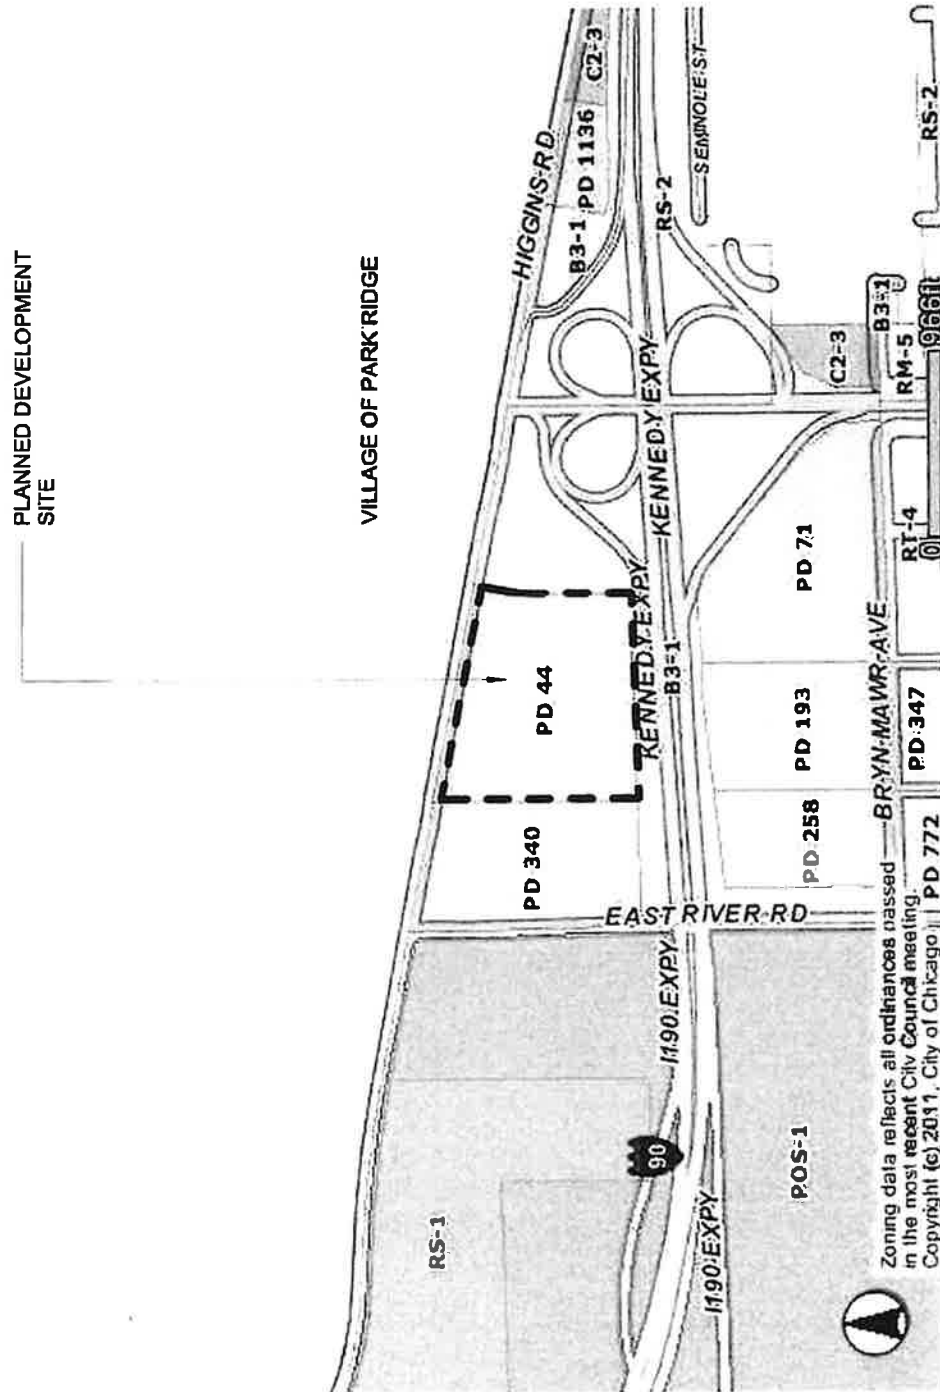 PLANNED DEVELOPMENT
SITE
VILLAGE OF PARK RIDGE
HIGGINS RD
C2-3
PD 1136
B3-1
RS-2
SEMINOLE ST
KENNEDY EXPY
KENNEDY EXPY
B3-1
PD 44
PD 340
EAST RIVER RD
I190 EXPY
90
I190 EXPY
RS-1
POS-1
PD 71
PD 193
PD 258
C2-3
B3-1
RM-5
RT-4
BRYN MAWR AVE
PD 347
PD 772
RS-2
0
966ft
Zoning data reflects all ordinances passed
in the most recent City Council meeting.
Copyright (c) 2011, City of Chicago